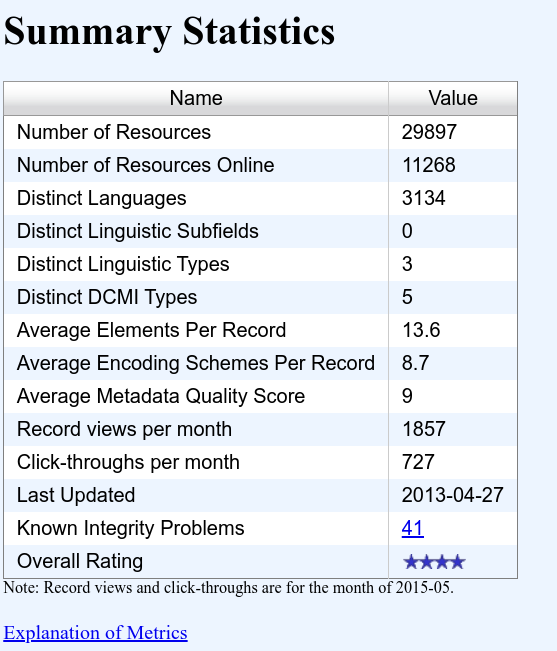 Summary Statistics
Name Value
Number of Resources 29897
Number of Resources Online 11268
Distinct Languages 3134
Distinct Linguistic Subfields 0
Distinct Linguistic Types 3
Distinct DCMI Types 5
Average Elements Per Record 13.6
Average Encoding Schemes Per Record 8.7
Average Metadata Quality Score 9
Record views per month 1857
Click-throughs per month 727
Last Updated 2013-04-27
Known Integrity Problems 41
Overall Rating ★★★★
Note: Record views and click-throughs are for the month of 2015-05.
Explanation of Metrics